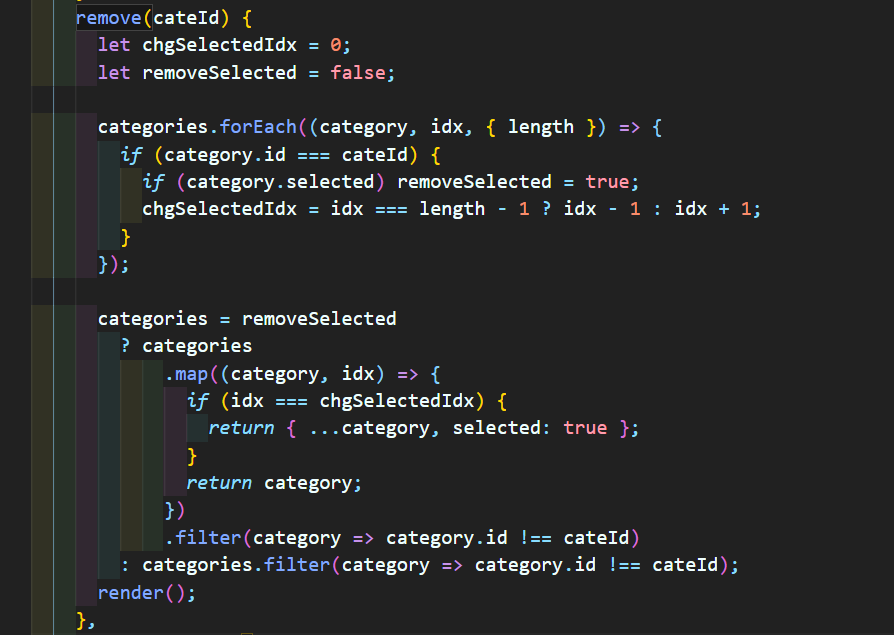 remove(cateId) {
let chgSelectedIdx = 0;
let removeSelected = false;
categories.forEach((category, idx, { length }) => {
if (category.id === cateId) {
if (category.selected) removeSelected = true;
chgSelectedIdx = idx === length - 1 ? idx - 1 : idx + 1;
}
});
categories = removeSelected
? categories
.map((category, idx) => {
if (idx === chgSelectedIdx) {
return { ...category, selected: true };
}
return category;
})
.filter(category => category.id !== cateId)
: categories.filter(category => category.id !== cateId);
render();
},